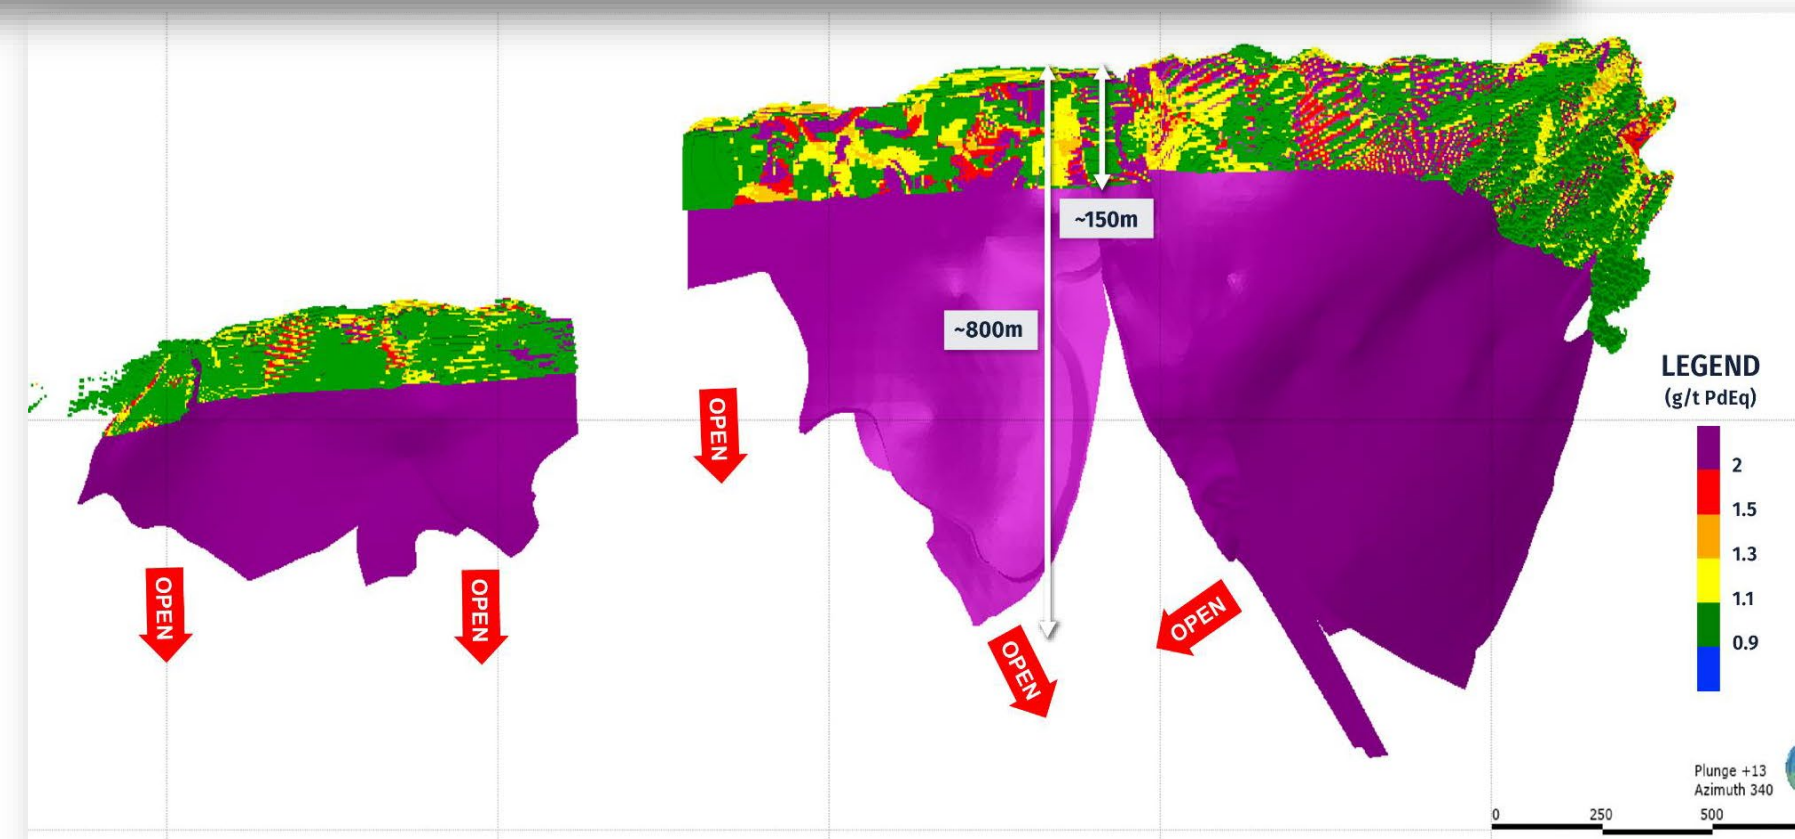 ~150m
~800m
OPEN
OPEN
OPEN
OPEN
OPEN
LEGEND
(g/t PdEq)
2
1.5
1.3
1.1
0.9
Plunge +13
Azimuth 340
0 250 500